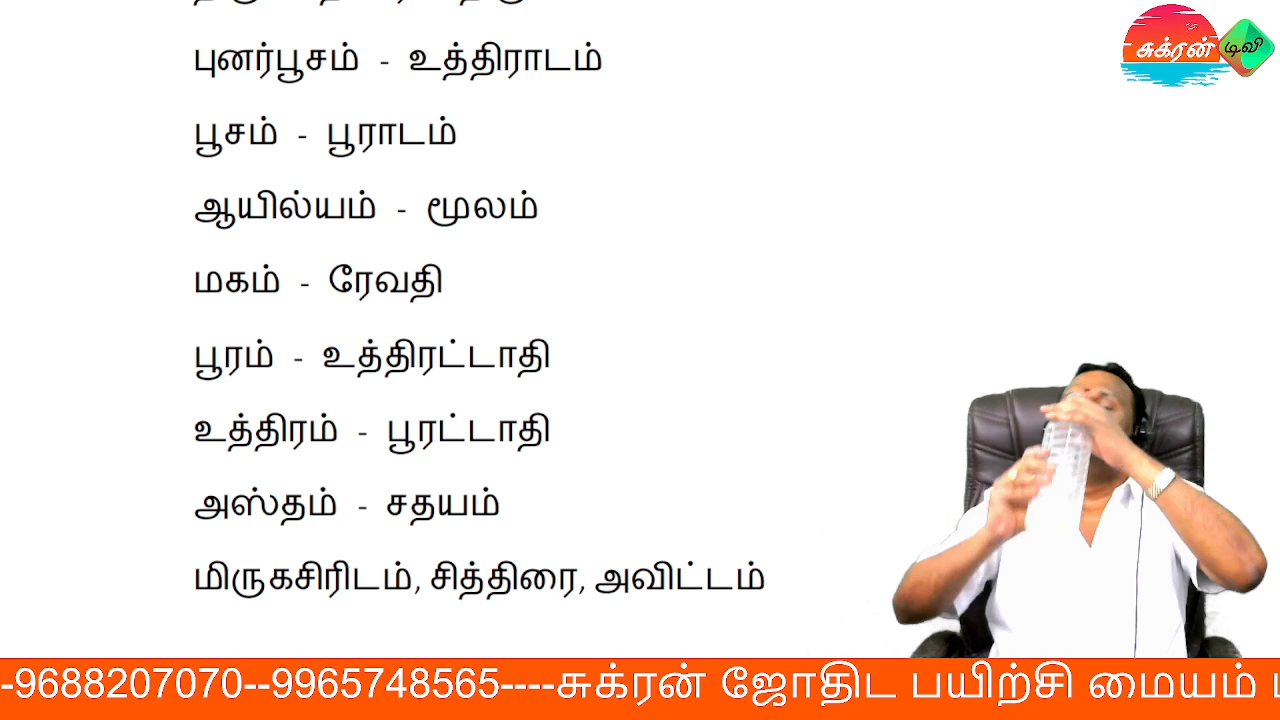 புனர்பூசம் - உத்திராடம்
சுக்ரன் டிவி
பூசம் - பூராடம்
ஆயில்யம் - மூலம்
மகம் - ரேவதி
பூரம் - உத்திரட்டாதி
உத்திரம் - பூரட்டாதி
அஸ்தம் - சதயம்
மிருகசிரிடம், சித்திரை, அவிட்டம்
-9688207070--9965748565----சுக்ரன் ஜோதிட பயிற்சி மையம்